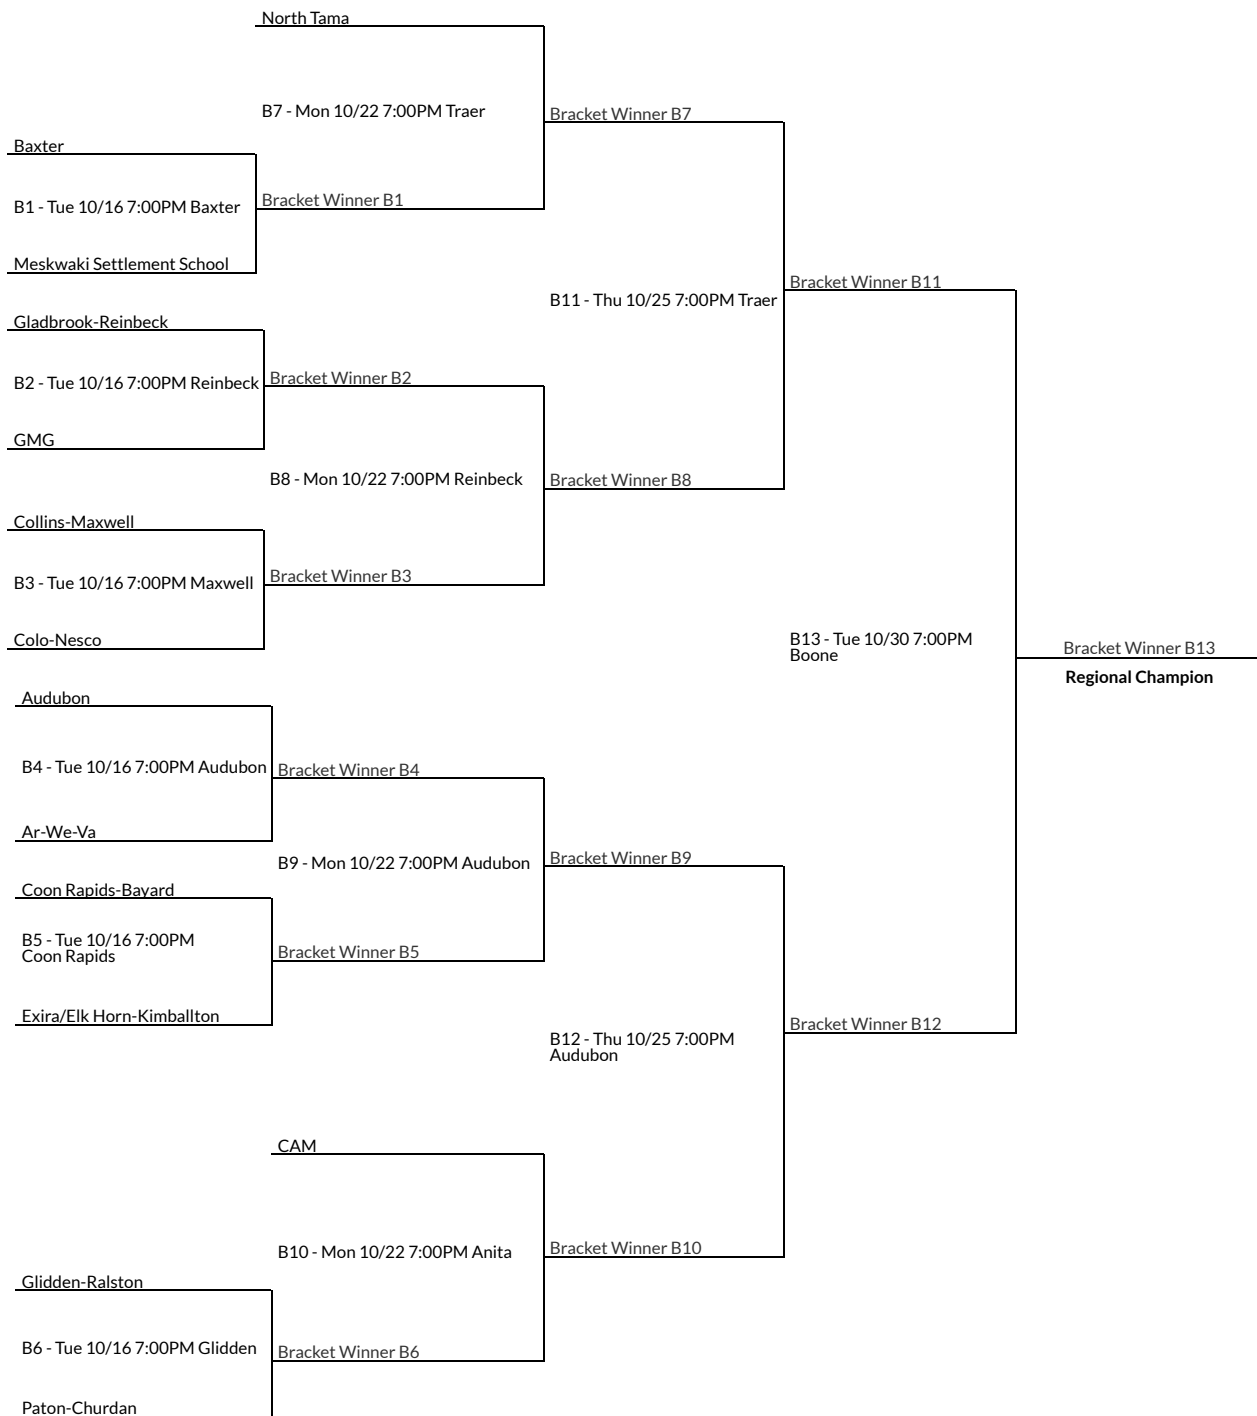 North Tama
B7 - Mon 10/22 7:00PM Traer
Bracket Winner B7
Baxter
B1 - Tue 10/16 7:00PM Baxter
Bracket Winner B1
Meskwaki Settlement School
Bracket Winner B11
B11 - Thu 10/25 7:00PM Traer
Gladbrook-Reinbeck
B2 - Tue 10/16 7:00PM Reinbeck
Bracket Winner B2
GMG
B8 - Mon 10/22 7:00PM Reinbeck
Bracket Winner B8
Collins-Maxwell
B3 - Tue 10/16 7:00PM Maxwell
Bracket Winner B3
Colo-Nesco
B13 - Tue 10/30 7:00PM
Boone
Bracket Winner B13
Regional Champion
Audubon
B4 - Tue 10/16 7:00PM Audubon
Bracket Winner B4
Ar-We-Va
B9 - Mon 10/22 7:00PM Audubon
Bracket Winner B9
Coon Rapids-Bayard
B5 - Tue 10/16 7:00PM
Coon Rapids
Bracket Winner B5
Exira/Elk Horn-Kimballton
Bracket Winner B12
B12 - Thu 10/25 7:00PM
Audubon
CAM
B10 - Mon 10/22 7:00PM Anita
Bracket Winner B10
Glidden-Ralston
B6 - Tue 10/16 7:00PM Glidden
Bracket Winner B6
Paton-Churdan